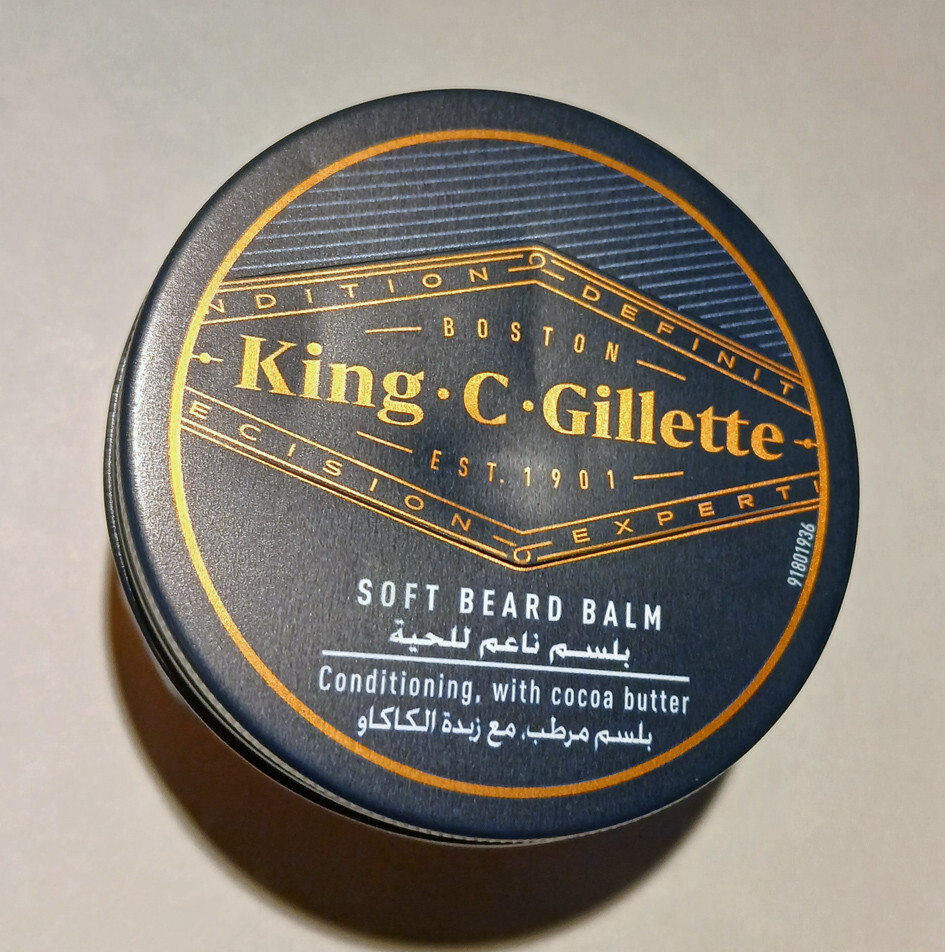 NDITION DEFINIT
BOSTON
King·C·Gillette
EST. 1901
ECISION EXPERTI
91801936
SOFT BEARD BALM
بلسم ناعم للحية
Conditioning, with cocoa butter
بلسم مرطب، مع زبدة الكاكاو